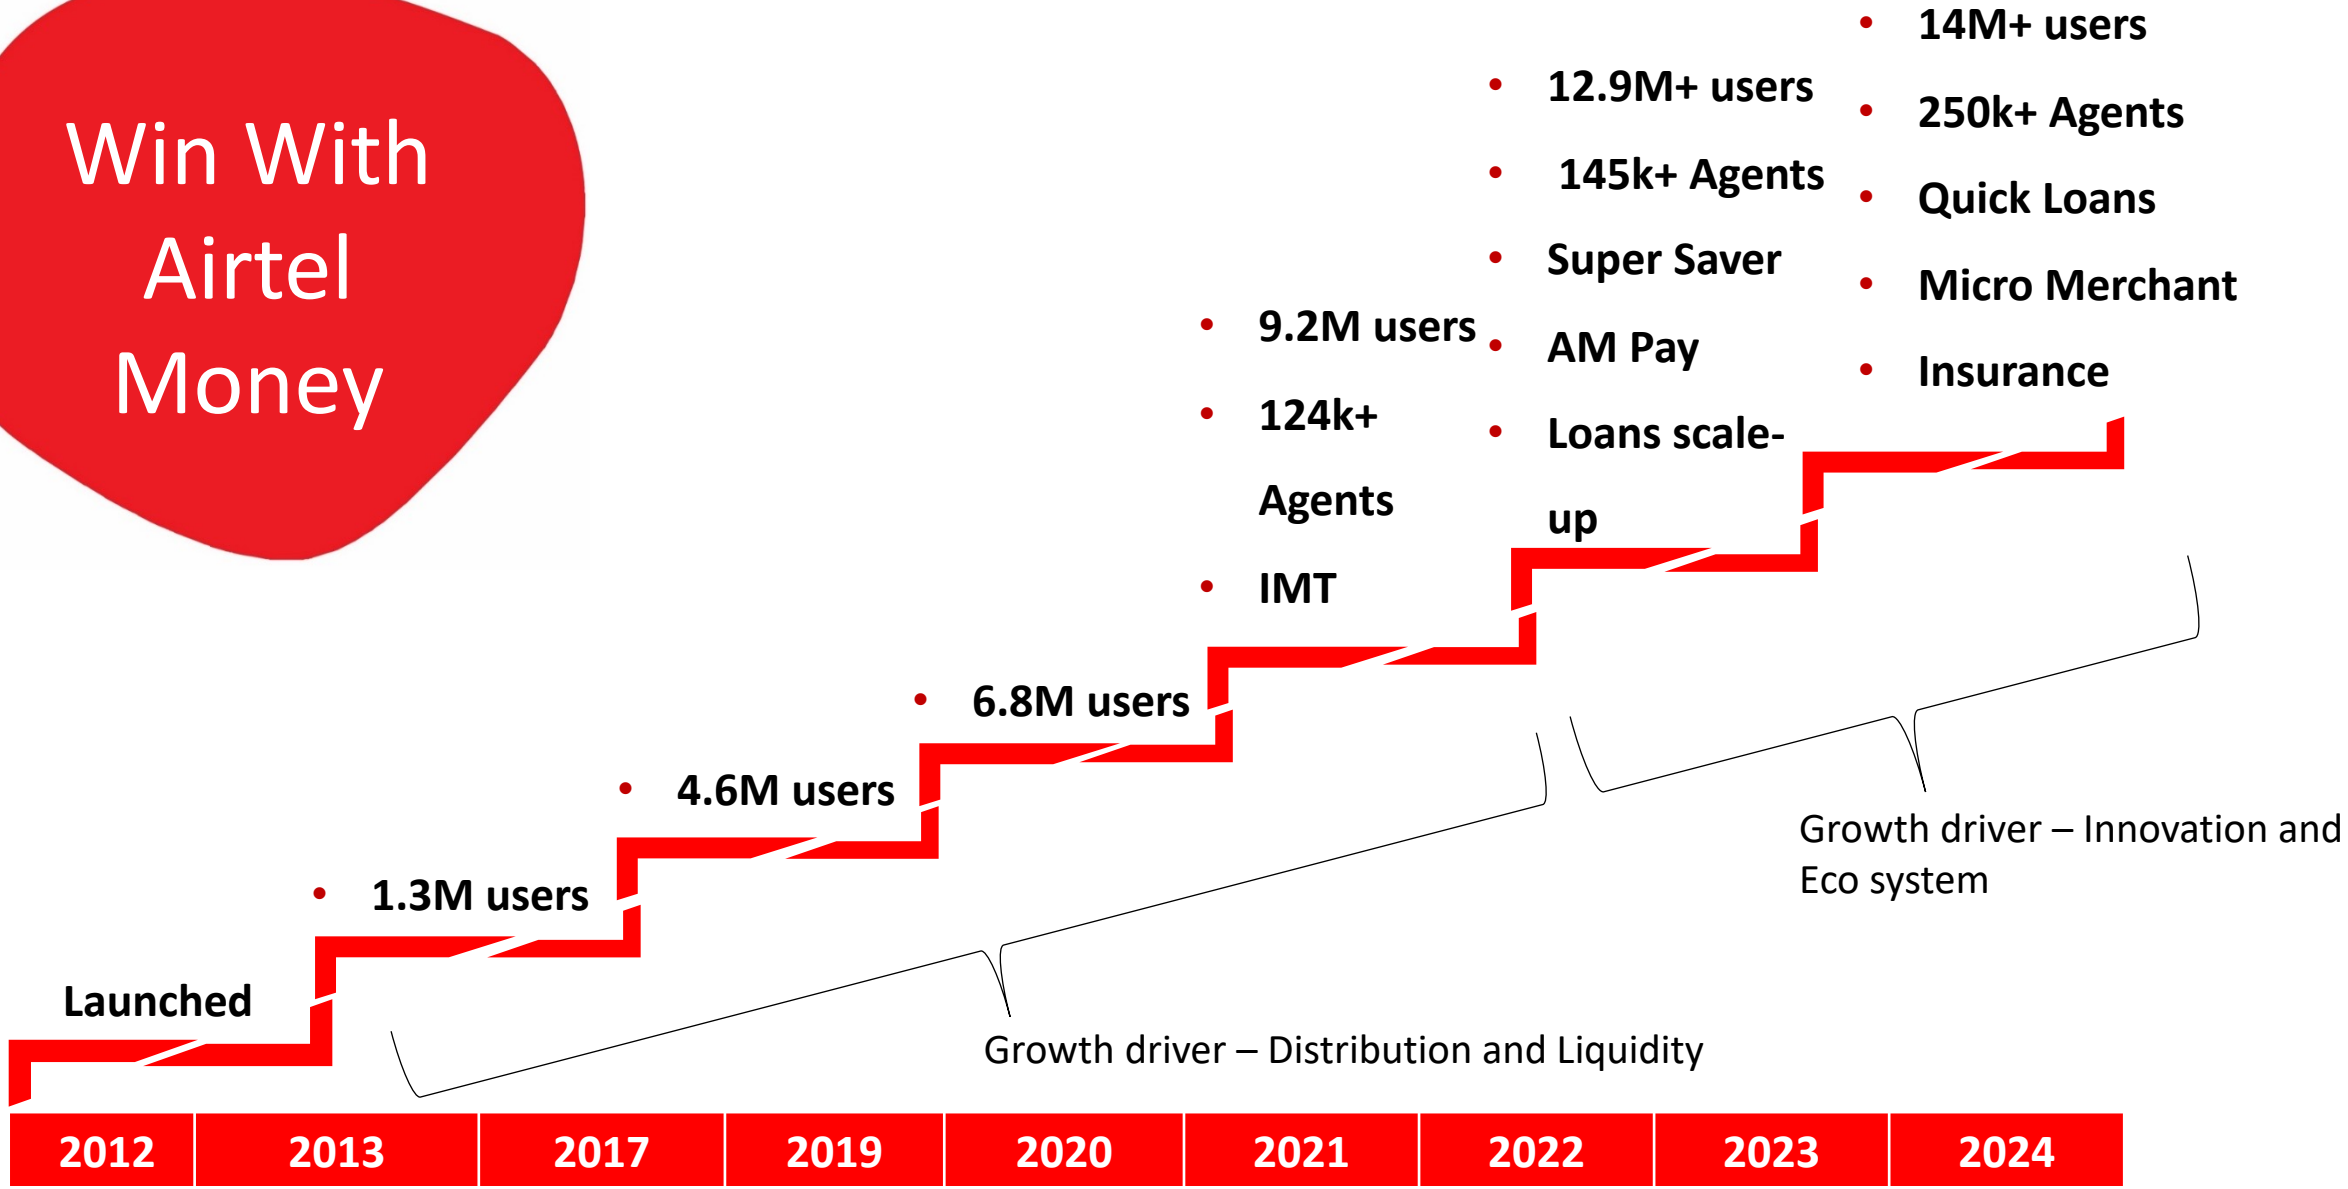 Win With
Airtel
Money
Launched
1.3M users
4.6M users
6.8M users
9.2M users
124k+
Agents
IMT
12.9M+ users
145k+ Agents
Super Saver
AM Pay
Loans scale-
up
14M+ users
250k+ Agents
Quick Loans
Micro Merchant
Insurance
Growth driver – Innovation and
Eco system
Growth driver – Distribution and Liquidity
2012 2013 2017 2019 2020 2021 2022 2023 2024